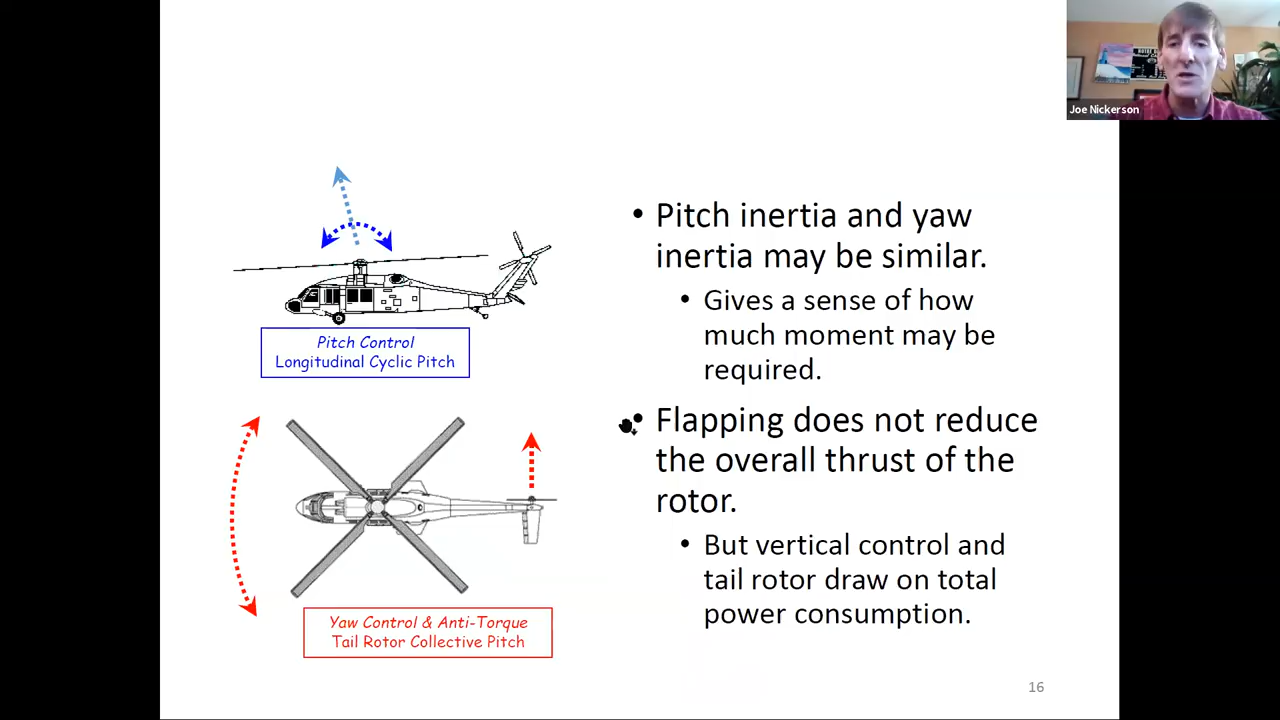 Joe Nickerson
Pitch Control
Longitudinal Cyclic Pitch
Yaw Control & Anti-Torque
Tail Rotor Collective Pitch
• Pitch inertia and yaw
inertia may be similar.
• Gives a sense of how
much moment may be
required.
• Flapping does not reduce
the overall thrust of the
rotor.
• But vertical control and
tail rotor draw on total
power consumption.
16